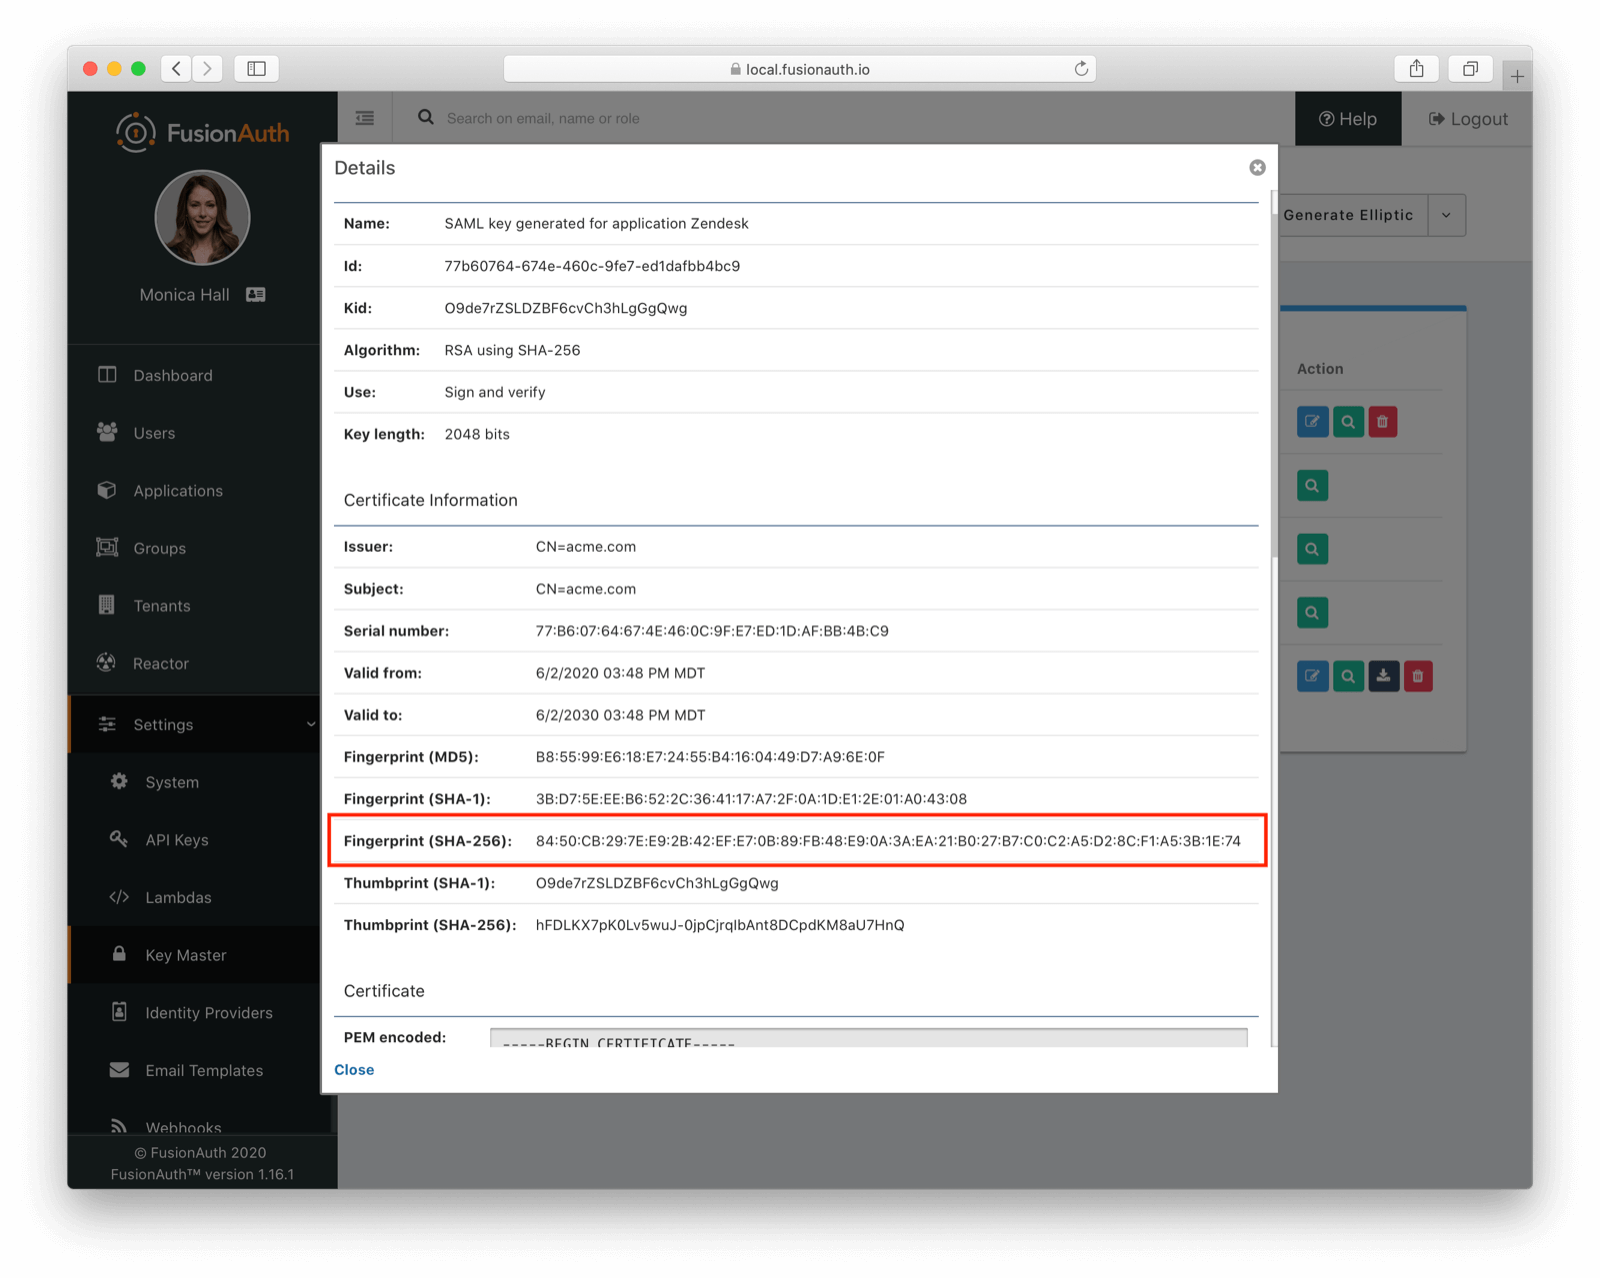 local.fusionauth.io
FusionAuth
Search on email, name or role
Help
Logout
Monica Hall
Dashboard
Users
Applications
Groups
Tenants
Reactor
Settings
System
API Keys
Lambdas
Key Master
Identity Providers
Email Templates
Webhooks
© FusionAuth 2020
FusionAuth™ version 1.16.1
Details
Name: SAML key generated for application Zendesk
Id: 77b60764-674e-460c-9fe7-ed1dafbb4bc9
Kid: O9de7rZSLDZBF6cvCh3hLgGgQwg
Algorithm: RSA using SHA-256
Use: Sign and verify
Key length: 2048 bits
Certificate Information
Issuer: CN=acme.com
Subject: CN=acme.com
Serial number: 77:B6:07:64:67:4E:46:0C:9F:E7:ED:1D:AF:BB:4B:C9
Valid from: 6/2/2020 03:48 PM MDT
Valid to: 6/2/2030 03:48 PM MDT
Fingerprint (MD5): B8:55:99:E6:18:E7:24:55:B4:16:04:49:D7:A9:6E:0F
Fingerprint (SHA-1): 3B:D7:5E:EE:B6:52:2C:36:41:17:A7:2F:0A:1D:E1:2E:01:A0:43:08
Fingerprint (SHA-256): 84:50:CB:29:7E:E9:2B:42:EF:E7:0B:89:FB:48:E9:0A:3A:EA:21:B0:27:B7:C0:C2:A5:D2:8C:F1:A5:3B:1E:74
Thumbprint (SHA-1): O9de7rZSLDZBF6cvCh3hLgGgQwg
Thumbprint (SHA-256): hFDLKX7pK0Lv5wuJ-0jpCjrqIbAnt8DCpdKM8aU7HnQ
Certificate
PEM encoded: -----BEGIN CERTIFICATE-----
Close
Generate Elliptic
Action